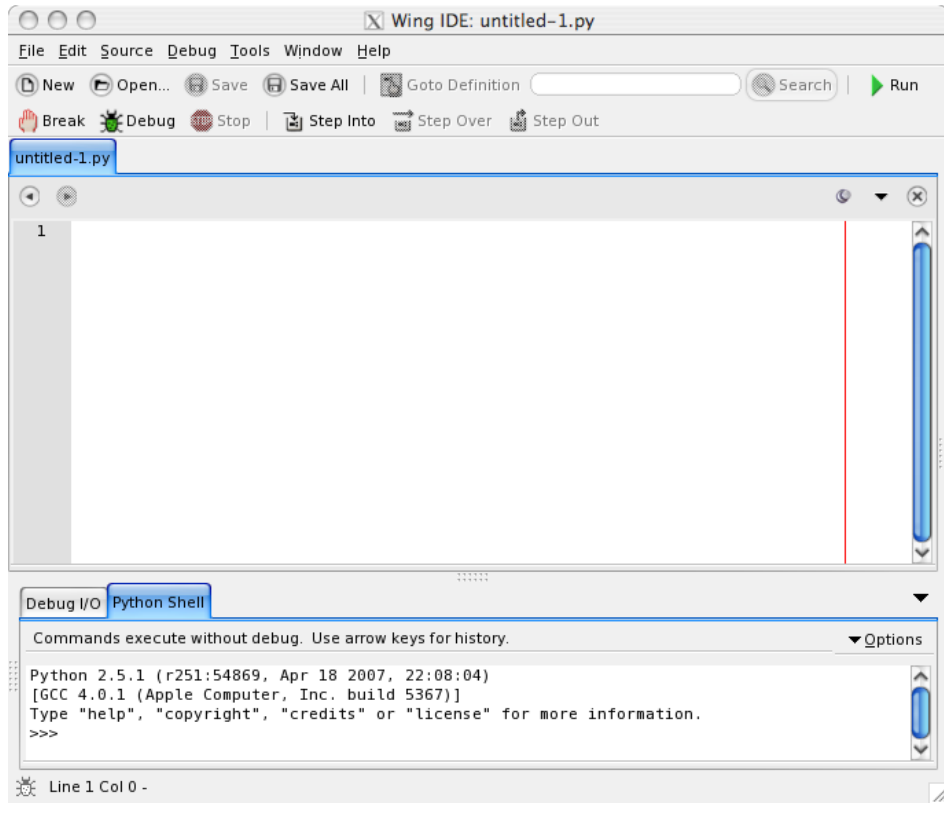 Wing IDE: untitled-1.py
File Edit Source Debug Tools Window Help
New Open... Save Save All Goto Definition Search Run
Break Debug STOP Stop Step Into Step Over Step Out
untitled-1.py
1
Debug I/O Python Shell
Commands execute without debug. Use arrow keys for history. Options
Python 2.5.1 (r251:54869, Apr 18 2007, 22:08:04)
[GCC 4.0.1 (Apple Computer, Inc. build 5367)]
Type "help", "copyright", "credits" or "license" for more information.
>>>
Line 1 Col 0 -